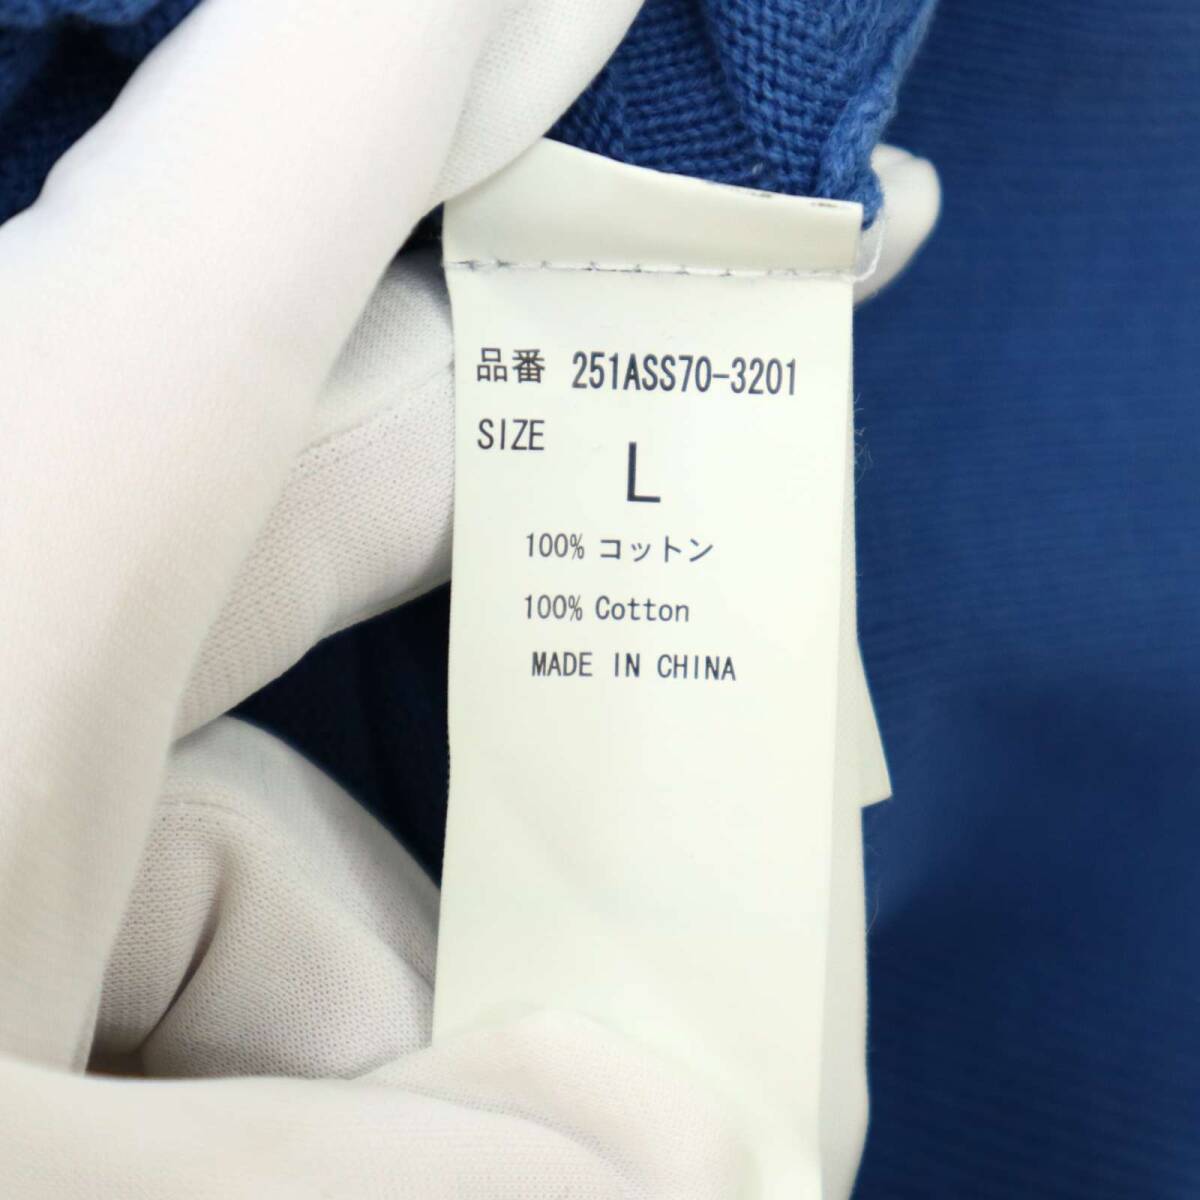 品番 251ASS70-3201
SIZE
L
100% コットン
100% Cotton
MADE IN CHINA